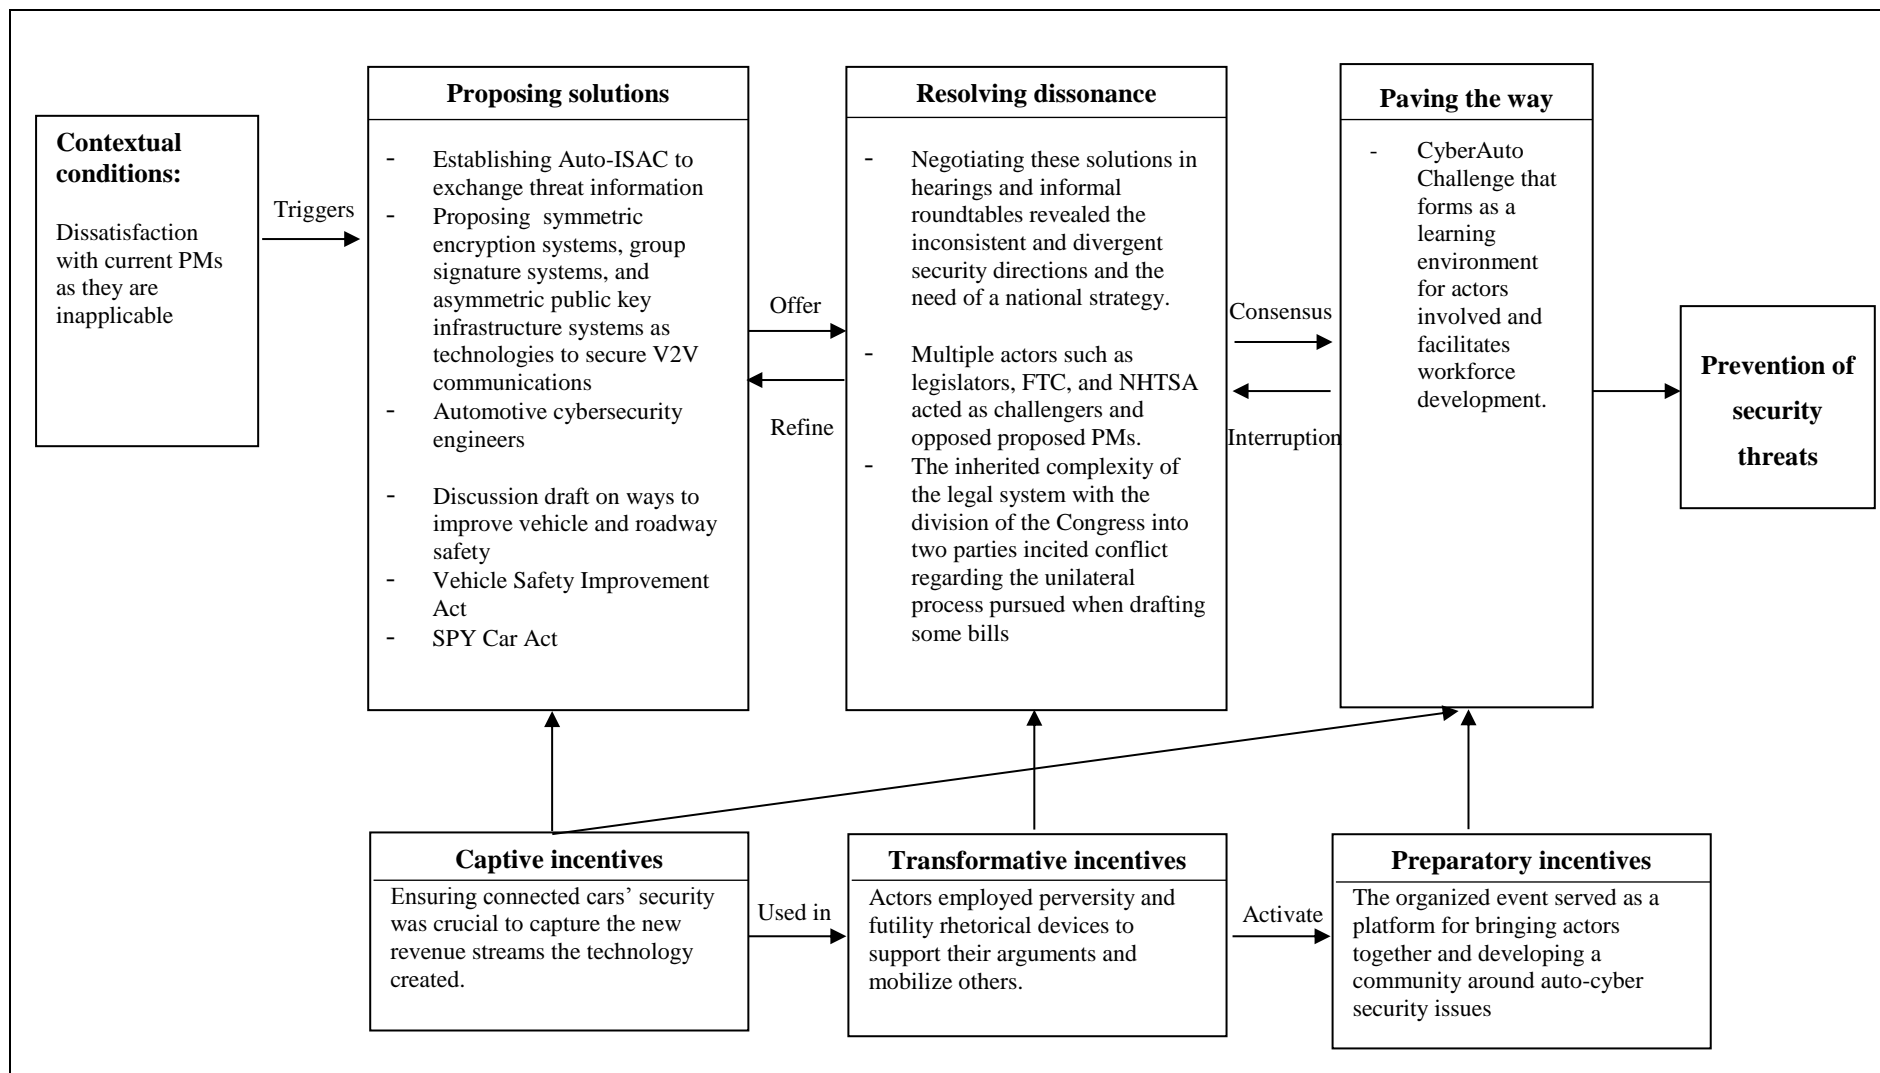 Contextual
conditions:
Dissatisfaction
with current PMs
as they are
inapplicable
Triggers
Proposing solutions
- Establishing Auto-ISAC to
exchange threat information
- Proposing symmetric
encryption systems, group
signature systems, and
asymmetric public key
infrastructure systems as
technologies to secure V2V
communications
- Automotive cybersecurity
engineers
- Discussion draft on ways to
improve vehicle and roadway
safety
- Vehicle Safety Improvement
Act
- SPY Car Act
Offer
Refine
Resolving dissonance
- Negotiating these solutions in
hearings and informal
roundtables revealed the
inconsistent and divergent
security directions and the
need of a national strategy.
- Multiple actors such as
legislators, FTC, and NHTSA
acted as challengers and
opposed proposed PMs.
- The inherited complexity of
the legal system with the
division of the Congress into
two parties incited conflict
regarding the unilateral
process pursued when drafting
some bills
Consensus
Interruption
Paving the way
- CyberAuto
Challenge that
forms as a
learning
environment
for actors
involved and
facilitates
workforce
development.
Prevention of
security
threats
Captive incentives
Ensuring connected cars’ security
was crucial to capture the new
revenue streams the technology
created.
Used in
Transformative incentives
Actors employed perversity and
futility rhetorical devices to
support their arguments and
mobilize others.
Activate
Preparatory incentives
The organized event served as a
platform for bringing actors
together and developing a
community around auto-cyber
security issues